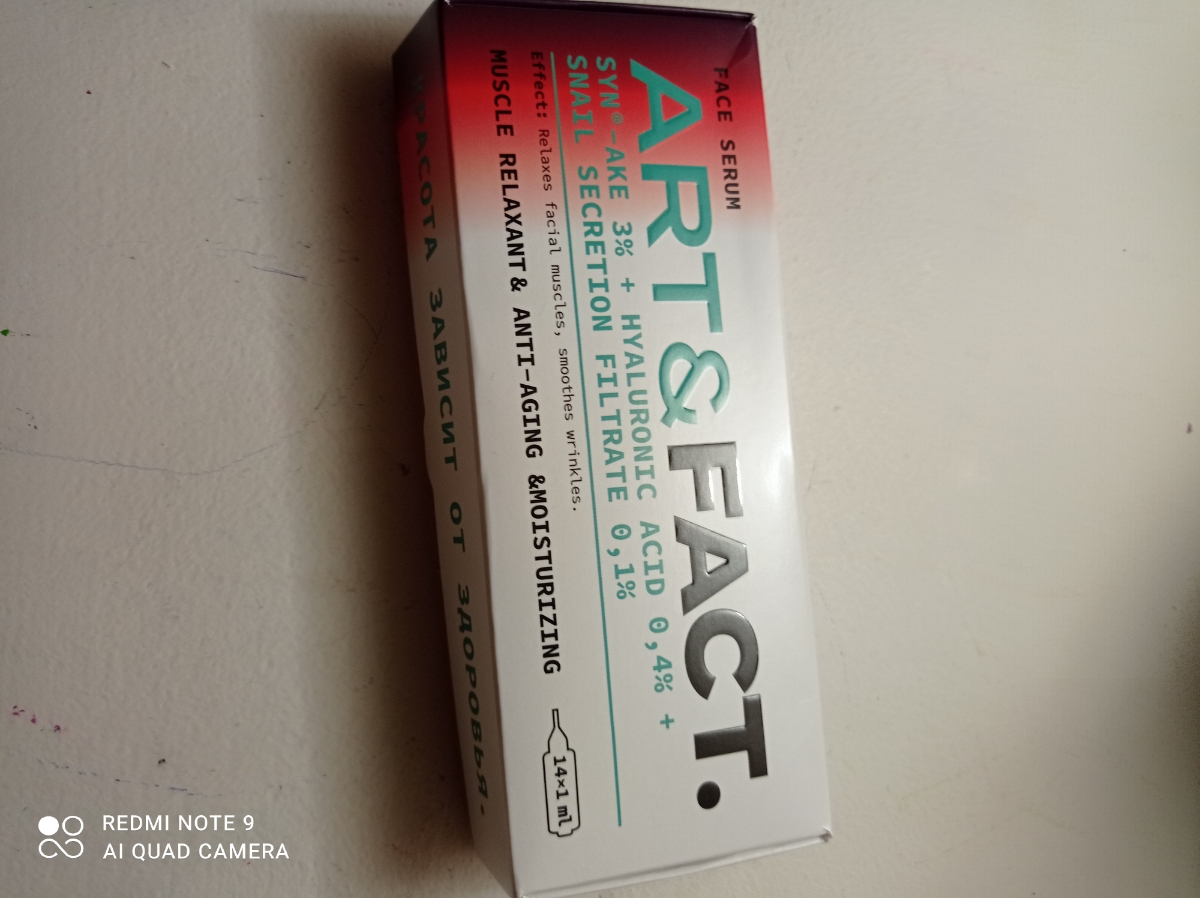 FACE SERUM
ART&FACT.
SYN®-AKE 3% + HYALURONIC ACID 0,4% +
SNAIL SECRETION FILTRATE 0,1%
Effect: Relaxes facial muscles, smoothes wrinkles.
MUSCLE RELAXANT& ANTI-AGING &MOISTURIZING
14×1 ml
КРАСОТА ЗАВИСИТ ОТ ЗДОРОВЬЯ.
REDMI NOTE 9
AI QUAD CAMERA